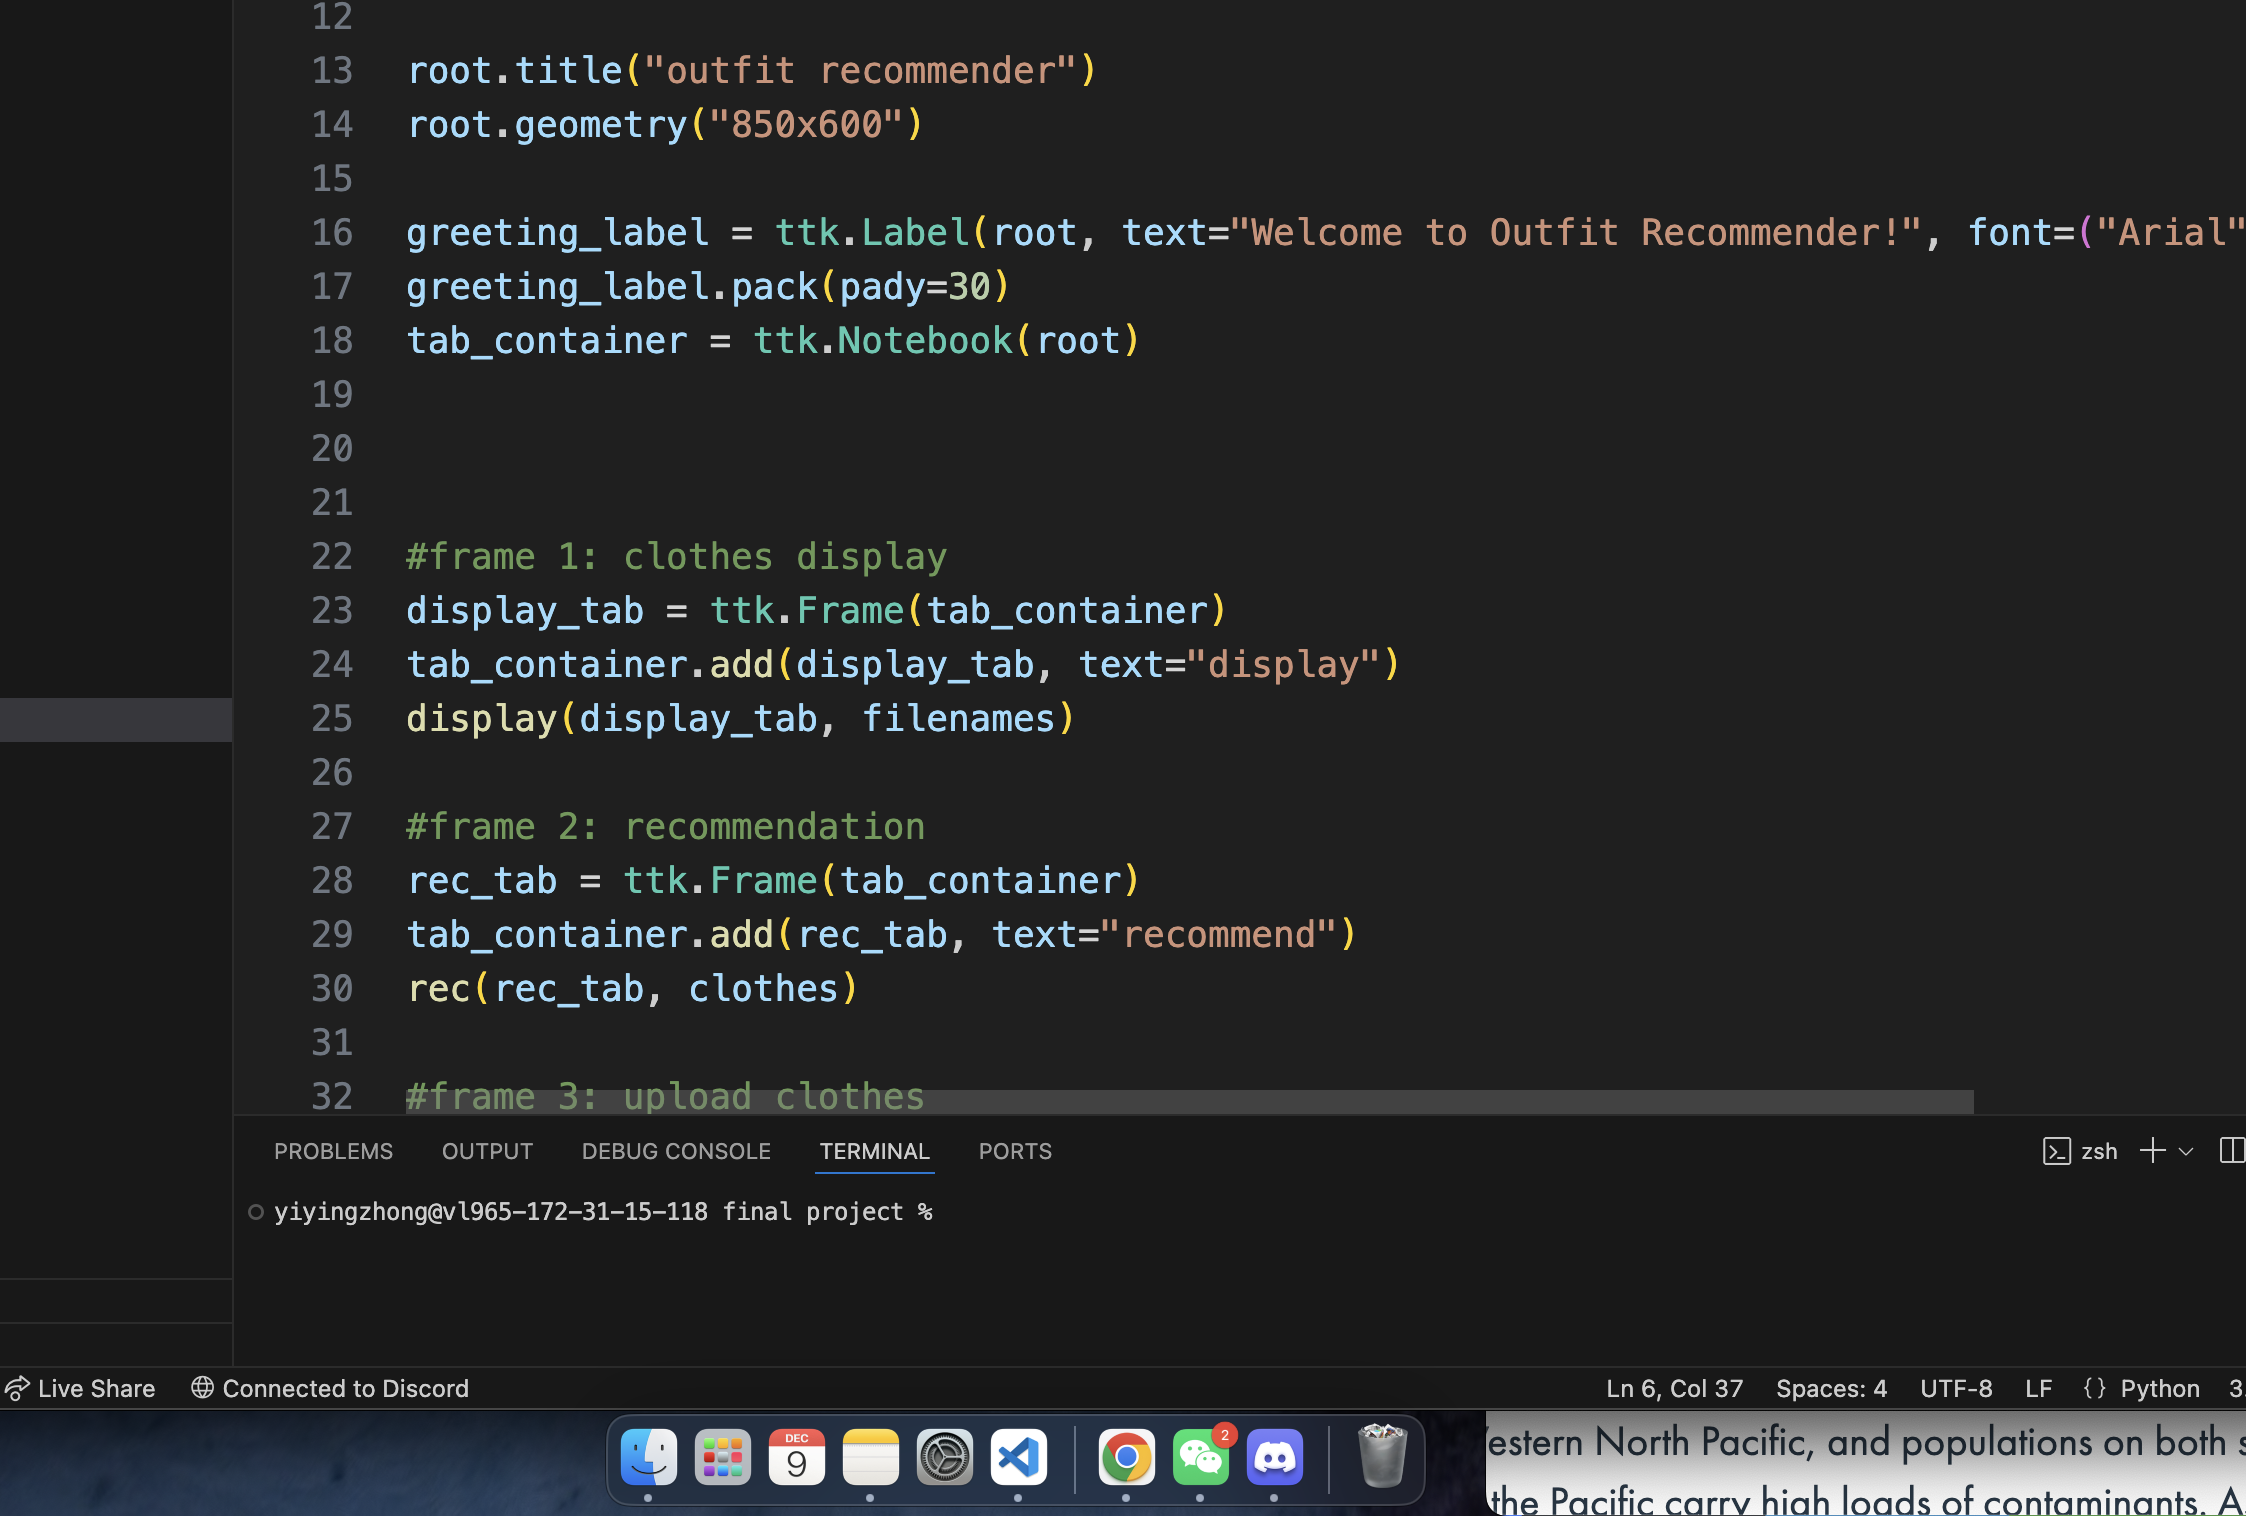 12
13 root.title("outfit recommender")
14 root.geometry("850x600")
15
16 greeting_label = ttk.Label(root, text="Welcome to Outfit Recommender!", font=("Arial"
17 greeting_label.pack(pady=30)
18 tab_container = ttk.Notebook(root)
19
20
21
22 #frame 1: clothes display
23 display_tab = ttk.Frame(tab_container)
24 tab_container.add(display_tab, text="display")
25 display(display_tab, filenames)
26
27 #frame 2: recommendation
28 rec_tab = ttk.Frame(tab_container)
29 tab_container.add(rec_tab, text="recommend")
30 rec(rec_tab, clothes)
31
32 #frame 3: upload clothes
PROBLEMS OUTPUT DEBUG CONSOLE TERMINAL PORTS zsh
yiyingzhong@vl965-172-31-15-118 final project %
Live Share Connected to Discord Ln 6, Col 37 Spaces: 4 UTF-8 LF {} Python 3.
DEC
9
2
estern North Pacific, and populations on both s
the Pacific carry high loads of contaminants. A